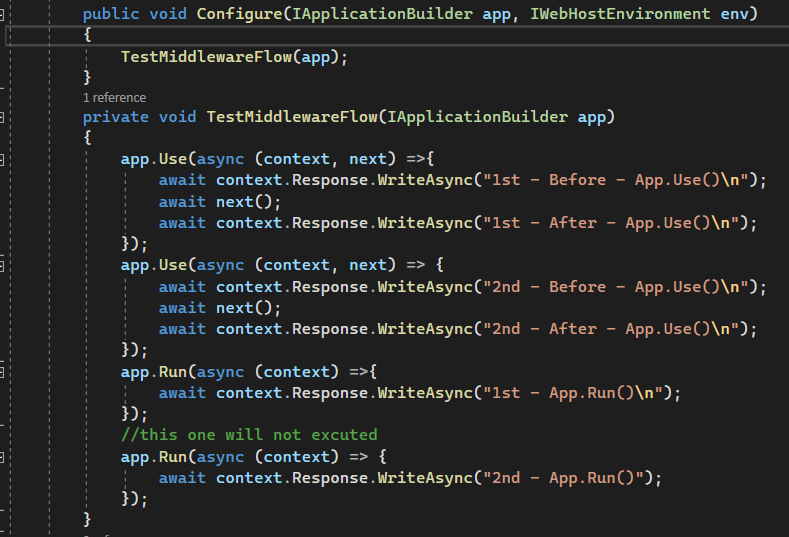 public void Configure(IApplicationBuilder app, IWebHostEnvironment env)
{
TestMiddlewareFlow(app);
}
1 reference
private void TestMiddlewareFlow(IApplicationBuilder app)
{
app.Use(async (context, next) =>{
await context.Response.WriteAsync("1st - Before - App.Use()\n");
await next();
await context.Response.WriteAsync("1st - After - App.Use()\n");
});
app.Use(async (context, next) => {
await context.Response.WriteAsync("2nd - Before - App.Use()\n");
await next();
await context.Response.WriteAsync("2nd - After - App.Use()\n");
});
app.Run(async (context) =>{
await context.Response.WriteAsync("1st - App.Run()\n");
});
//this one will not excuted
app.Run(async (context) => {
await context.Response.WriteAsync("2nd - App.Run()");
});
}